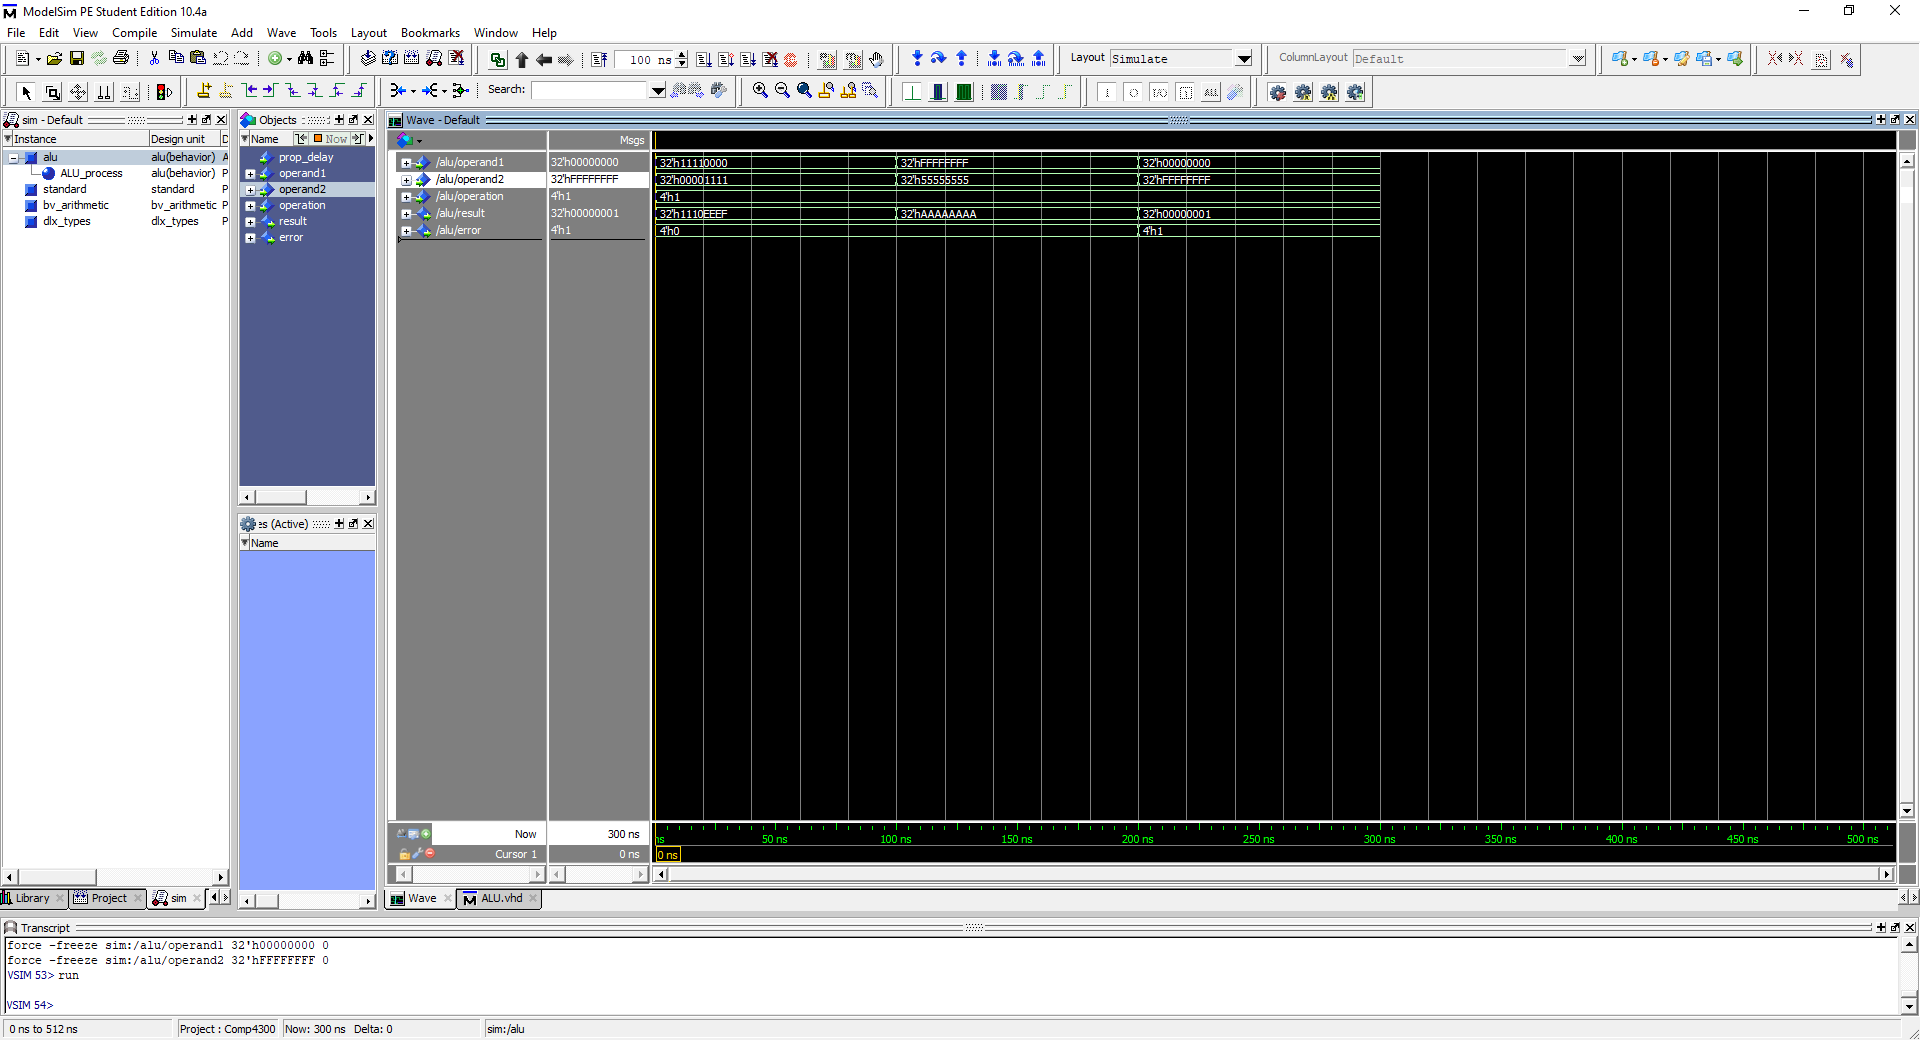 ModelSim PE Student Edition 10.4a
File Edit View Compile Simulate Add Wave Tools Layout Bookmarks Window Help
100 ns
Layout Simulate
ColumnLayout Default
Search:
ALL
sim - Default
Instance Design unit D
alu alu(behavior) A
ALU_process alu(behavior) P
standard standard P
bv_arithmetic bv_arithmetic P
dlx_types dlx_types P
Objects
Name Now
prop_delay
operand1
operand2
operation
result
error
es (Active)
Name
Wave - Default
Msgs
/alu/operand1 32'h00000000 32'h11110000 32'hFFFFFFFF 32'h00000000
/alu/operand2 32'hFFFFFFFF 32'h00001111 32'h55555555 32'hFFFFFFFF
/alu/operation 4'h1 4'h1
/alu/result 32'h00000001 32'h1110EEEF 32'hAAAAAAAA 32'h00000001
/alu/error 4'h1 4'h0 4'h1
Now 300 ns
ns 50 ns 100 ns 150 ns 200 ns 250 ns 300 ns 350 ns 400 ns 450 ns 500 ns
Cursor 1 0 ns 0 ns
Library Project sim
Wave ALU.vhd
Transcript
force -freeze sim:/alu/operand1 32'h00000000 0
force -freeze sim:/alu/operand2 32'hFFFFFFFF 0
VSIM 53> run
VSIM 54>
0 ns to 512 ns Project : Comp4300 Now: 300 ns Delta: 0 sim:/alu